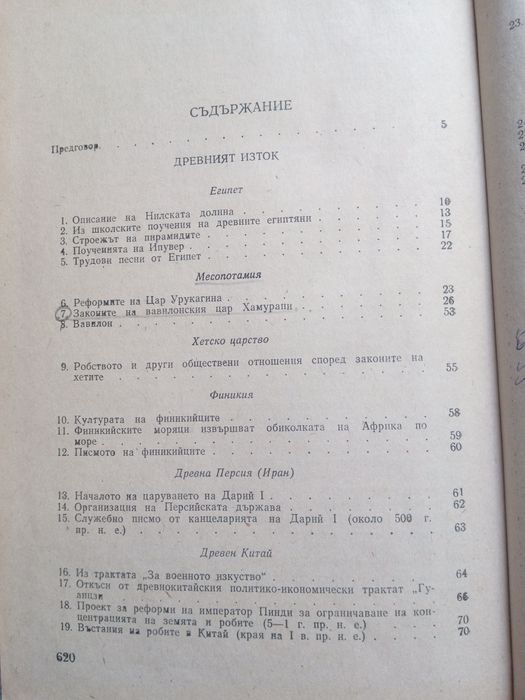 СЪДЪРЖАНИЕ
Предговор. . . . . . . . . . . . . 5
ДРЕВНИЯТ ИЗТОК
Египет
1. Описание на Нилската долина . . . . . . . . 10
2. Из школските поучения на древните египтяни . . . 13
3. Строежът на пирамидите . . . . . . . . . 15
4. Поученията на Ипувер . . . . . . . . . 17
5. Трудови песни от Египет . . . . . . . . . 22
Месопотамия
6. Реформите на Цар Урукагина . . . . . . . . 23
7. Законите на вавилонския цар Хамурапи . . . . . 26
8. Вавилон . . . . . . . . . . . . 53
Хетско царство
9. Робството и други обществени отношения според законите на
хетите . . . . . . . . . . . . 55
Финикия
10. Културата на финикийците . . . . . . . . 58
11. Финикийските моряци извършват обиколката на Африка по
море . . . . . . . . . . . . 59
12. Писмото на финикийците . . . . . . . . 60
Древна Персия (Иран)
13. Началото на царуването на Дарий I . . . . . . 61
14. Организация на Персийската държава . . . . . 62
15. Служебно писмо от канцеларията на Дарий I (около 500 г.
пр. н. е.) . . . . . . . . . . . 63
Древен Китай
16. Из трактата „За военното изкуство“ . . . . . . 64
17. Откъси от древнокитайския политико-икономически трактат „Гу-
анцзи . . . . . . . . . . . . 66
18. Проект за реформи на император Пинди за ограничаване на кон-
центрацията на земята и робите (5—1 г. пр. н. е.) . . . 70
19. Въстания на робите в Китай (края на I в. пр. н. е.) . . . 70
620
23.